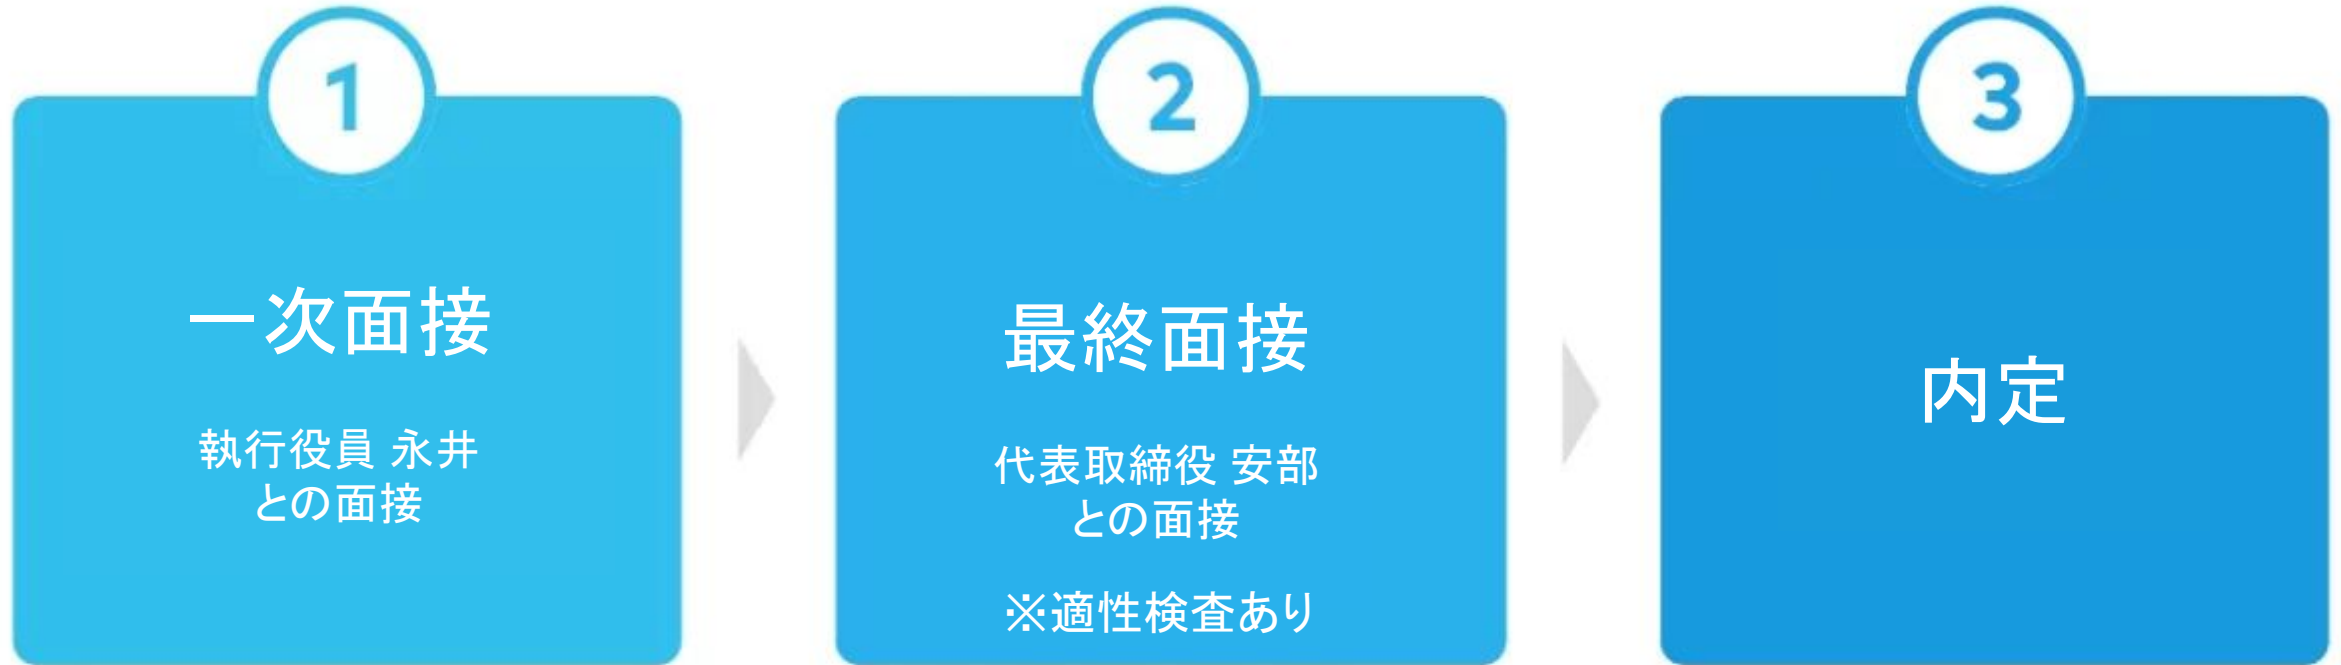 1
一次面接
執行役員 永井
との面接
2
最終面接
代表取締役 安部
との面接
※適性検査あり
3
内定